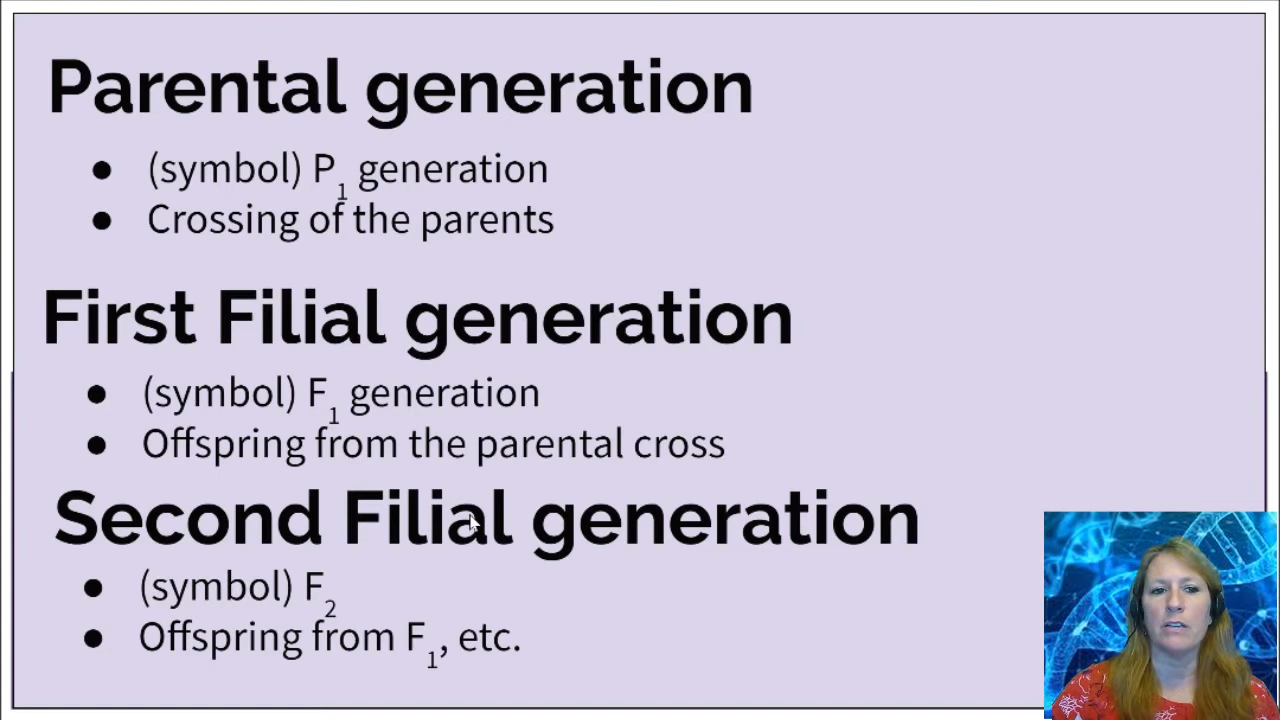 Parental generation
● (symbol) P₁ generation
● Crossing of the parents
First Filial generation
● (symbol) F₁ generation
● Offspring from the parental cross
Second Filial generation
● (symbol) F₂
● Offspring from F₁, etc.